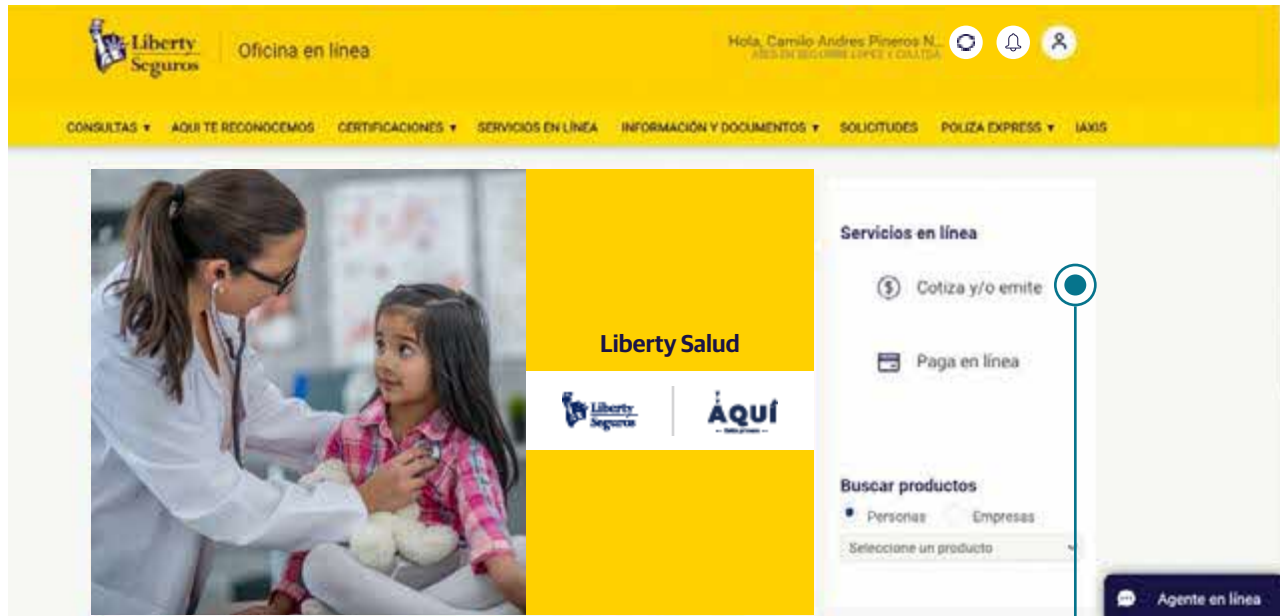 Liberty
Seguros
Oficina en línea
Hola, Camilo Andres Pineros N...
CONSULTAS ▾ AQUI TE RECONOCEMOS CERTIFICACIONES ▾ SERVICIOS EN LÍNEA INFORMACIÓN Y DOCUMENTOS ▾ SOLICITUDES POLIZA EXPRESS ▾ IAXIS
Liberty Salud
Liberty
Seguros
AQUÍ
Servicios en línea
Cotiza y/o emite
Paga en línea
Buscar productos
Personas Empresas
Seleccione un producto
Agente en línea